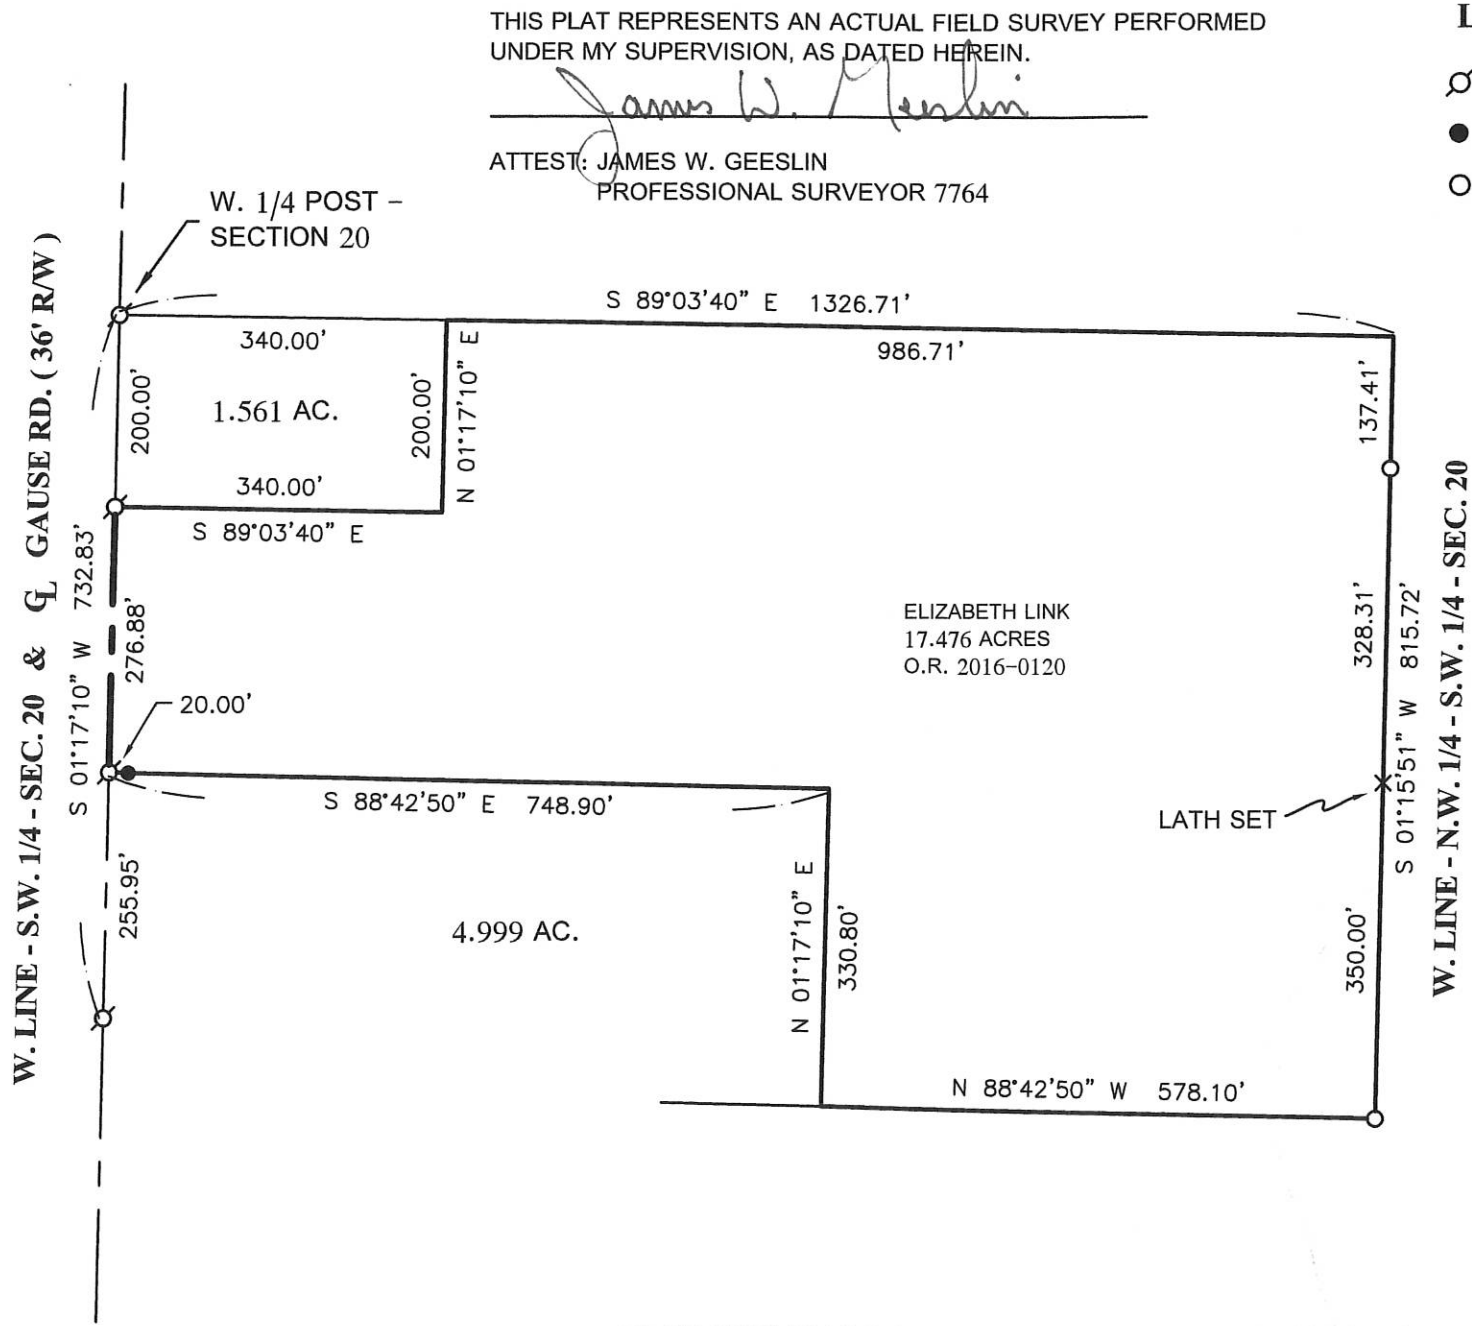 THIS PLAT REPRESENTS AN ACTUAL FIELD SURVEY PERFORMED
UNDER MY SUPERVISION, AS DATED HEREIN.
James W. Geeslin
ATTEST: JAMES W. GEESLIN
PROFESSIONAL SURVEYOR 7764
L
W. 1/4 POST -
SECTION 20
S 89°03'40" E 1326.71'
340.00'
986.71'
200.00'
1.561 AC.
200.00'
N 01°17'10" E
137.41'
340.00'
S 89°03'40" E
W. LINE - S.W. 1/4 - SEC. 20 & ℄ GAUSE RD. ( 36' R/W )
S 01°17'10" W 732.83'
276.88'
ELIZABETH LINK
17.476 ACRES
O.R. 2016-0120
328.31'
S 01°15'51" W 815.72'
W. LINE - N.W. 1/4 - S.W. 1/4 - SEC. 20
20.00'
S 88°42'50" E 748.90'
LATH SET
255.95'
4.999 AC.
N 01°17'10" E
330.80'
350.00'
N 88°42'50" W 578.10'